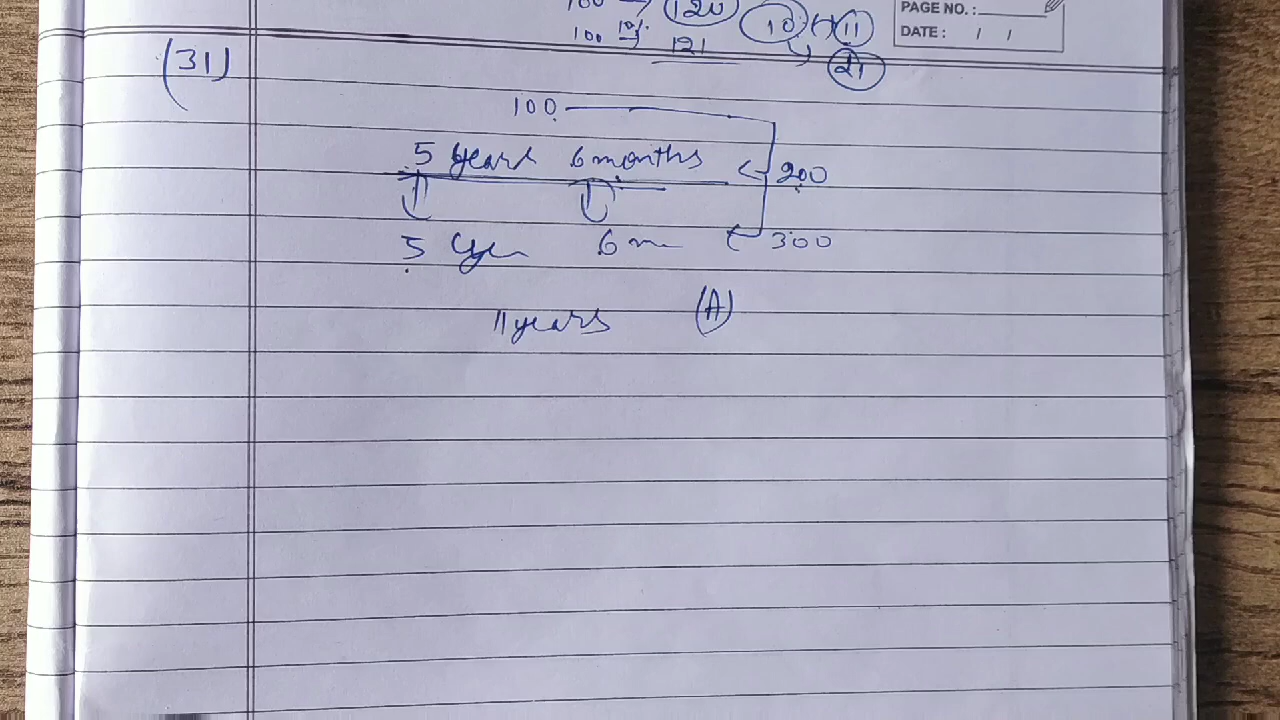 100 → 120 10 (→) 11 PAGE NO.:
100 10% 121 21 DATE : / /
(31)
100
5 years 6 months 200
5 6 m 300
11 years (A)